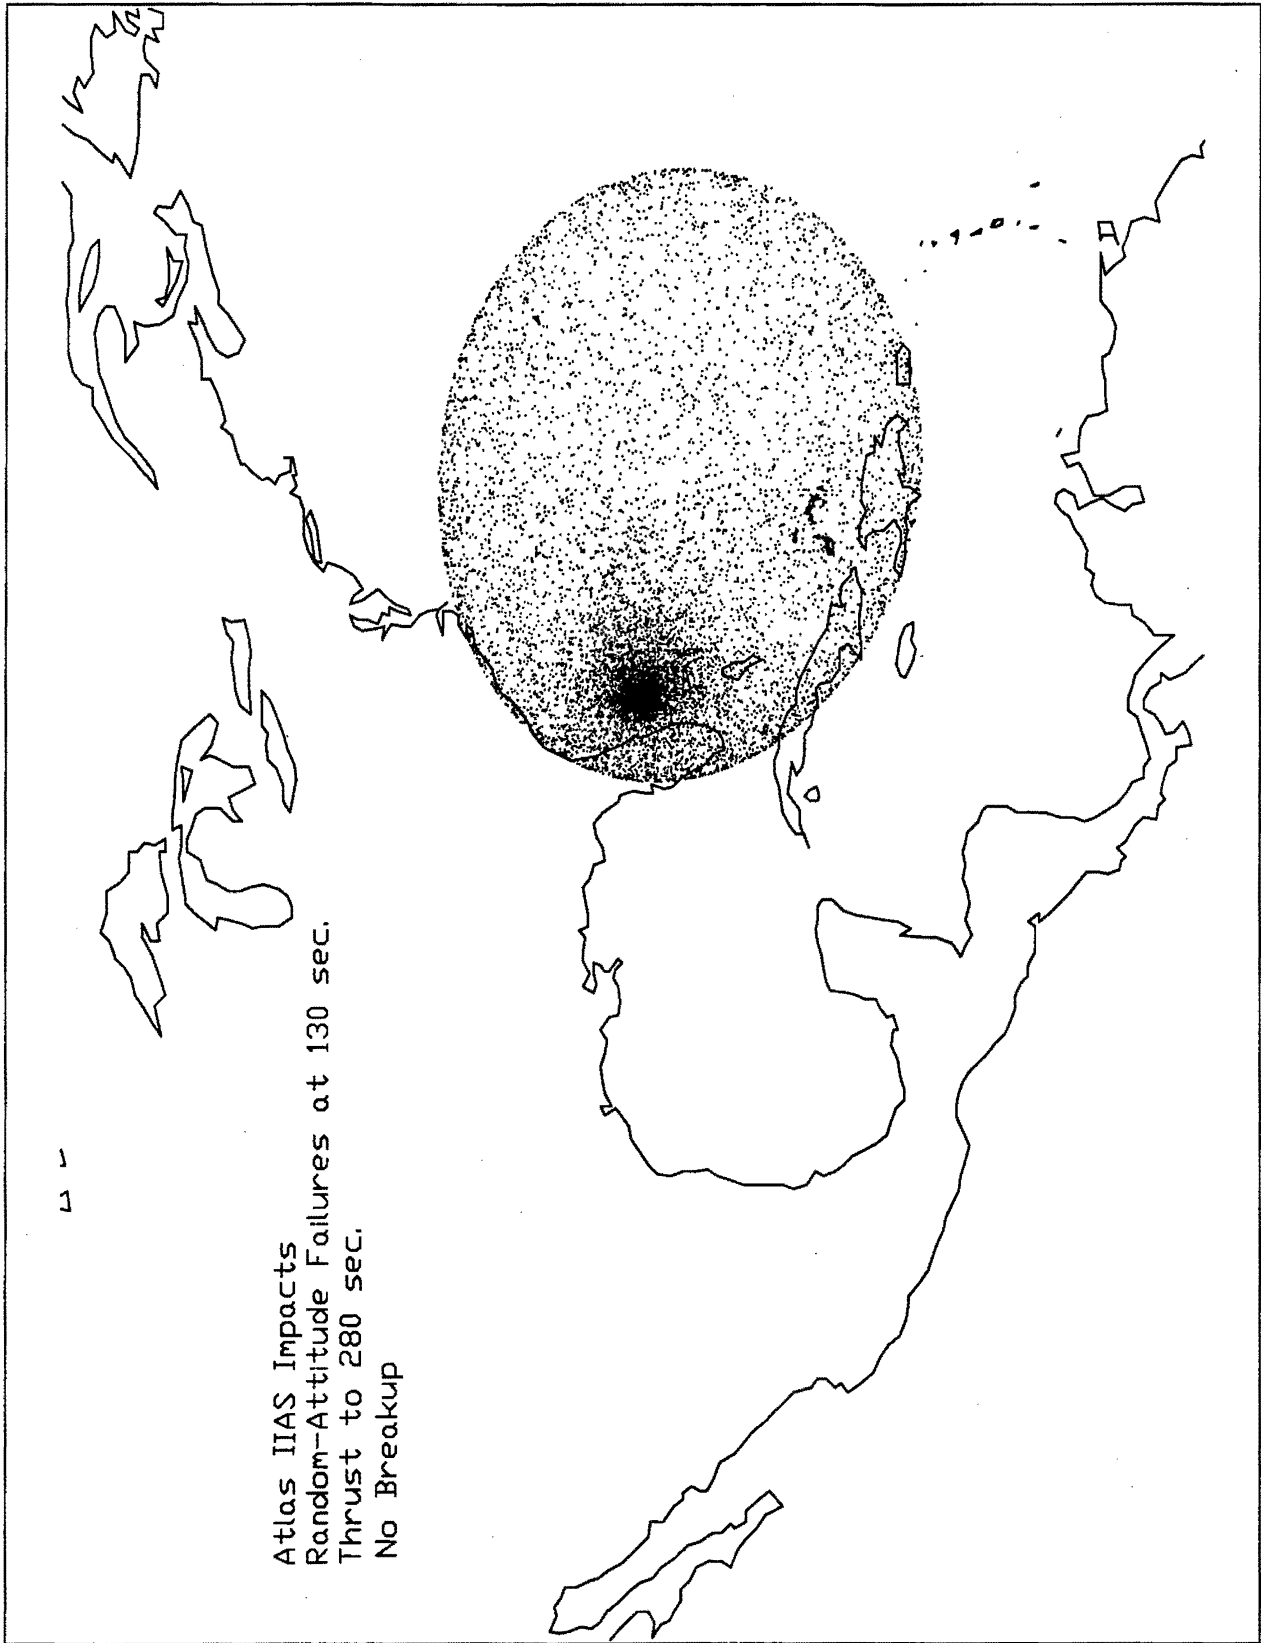 Atlas IIAS Impacts
Random-Attitude Failures at 130 sec.
Thrust to 280 sec.
No Breakup